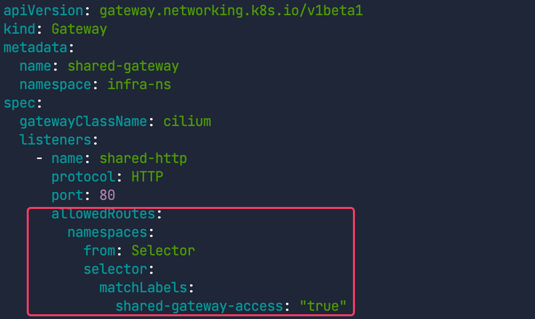 apiVersion: gateway.networking.k8s.io/v1beta1
kind: Gateway
metadata:
  name: shared-gateway
  namespace: infra-ns
spec:
  gatewayClassName: cilium
  listeners:
    - name: shared-http
      protocol: HTTP
      port: 80
      allowedRoutes:
        namespaces:
          from: Selector
          selector:
            matchLabels:
              shared-gateway-access: "true"